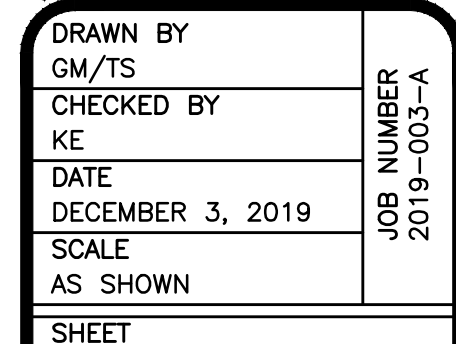 DRAWN BY
GM/TS
CHECKED BY
KE
DATE
DECEMBER 3, 2019
SCALE
AS SHOWN
SHEET
JOB NUMBER
2019-003-A